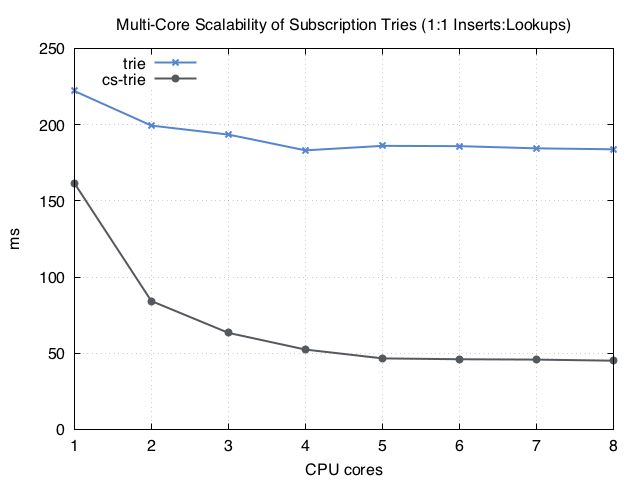 Multi-Core Scalability of Subscription Tries (1:1 Inserts:Lookups)
250
200
150
100
50
0
ms
trie
cs-trie
1 2 3 4 5 6 7 8
CPU cores